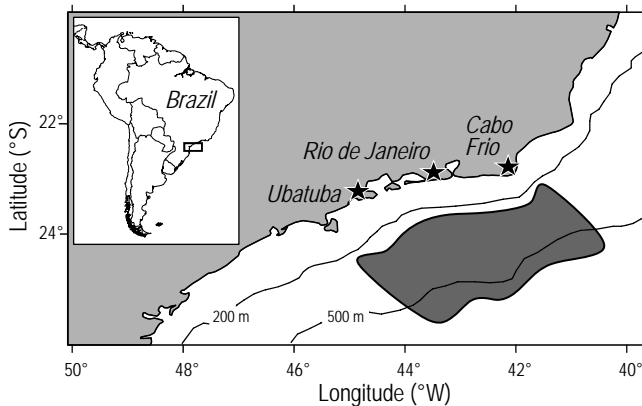 Brazil
22°
Cabo
Frio
Rio de Janeiro
Ubatuba
Latitude (°S)
24°
200 m
500 m
50°
48°
46°
44°
42°
40°
Longitude (°W)